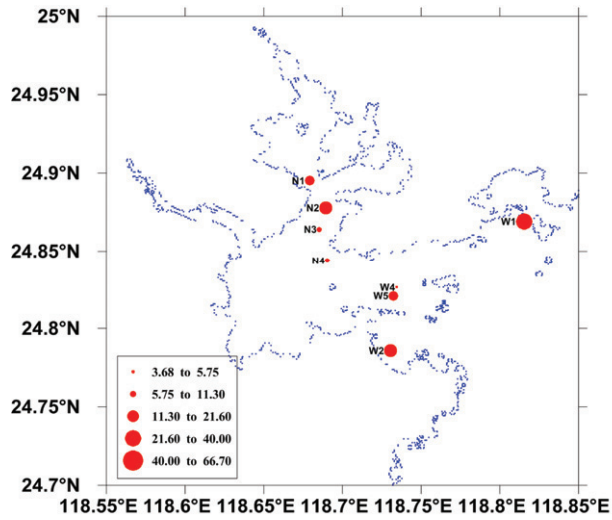 25°N
24.95°N
24.9°N
24.85°N
24.8°N
24.75°N
24.7°N
N1
N2
W1
N3
N4
W4
W5
W2
3.68 to 5.75
5.75 to 11.30
11.30 to 21.60
21.60 to 40.00
40.00 to 66.70
118.55°E 118.6°E 118.65°E 118.7°E 118.75°E 118.8°E 118.85°E